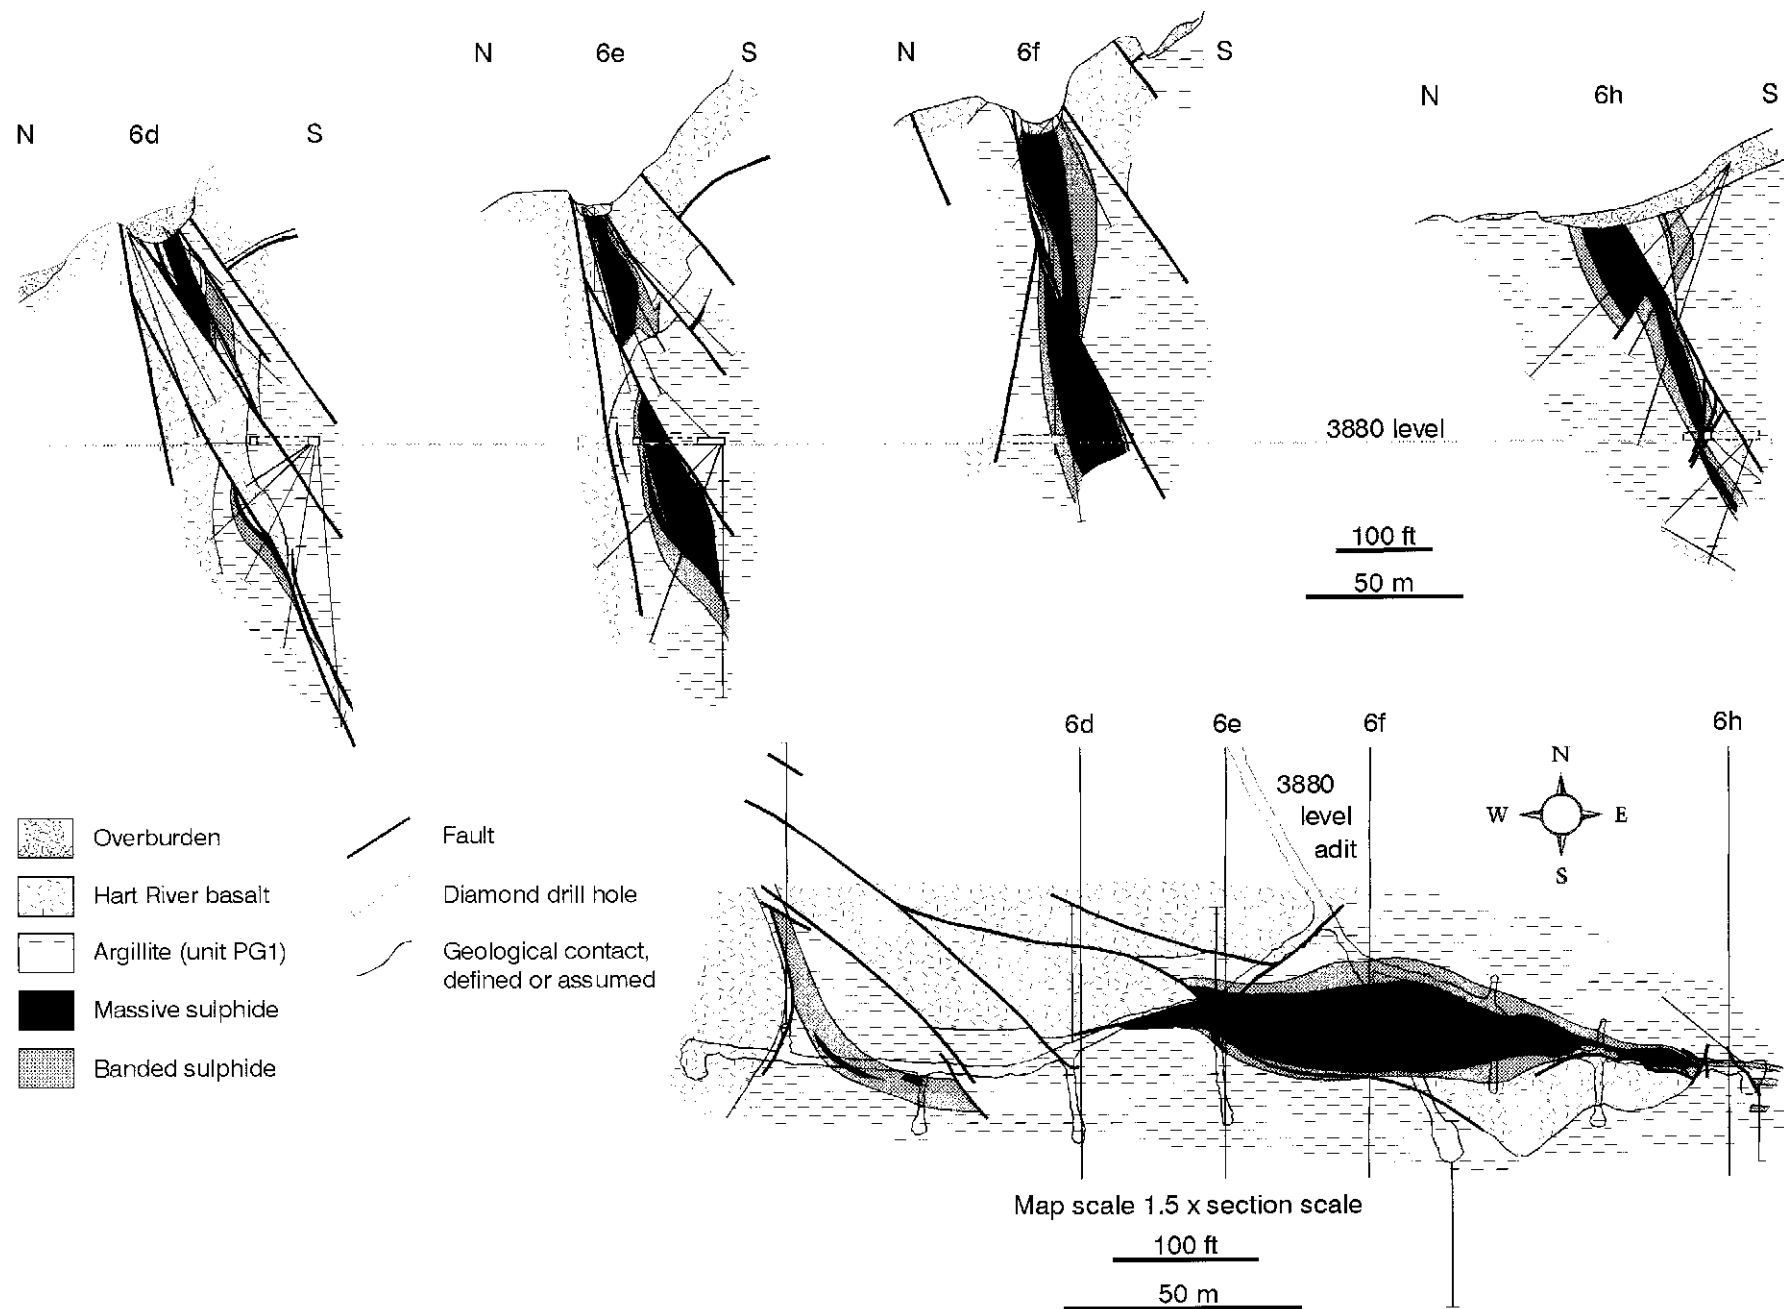 N 6d S
N 6e S
N 6f S
N 6h S
3880 level
100 ft
50 m
Overburden
Hart River basalt
Argillite (unit PG1)
Massive sulphide
Banded sulphide
Fault
Diamond drill hole
Geological contact,
defined or assumed
6d 6e 6f 6h
3880
level
adit
N
W E
S
Map scale 1.5 x section scale
100 ft
50 m